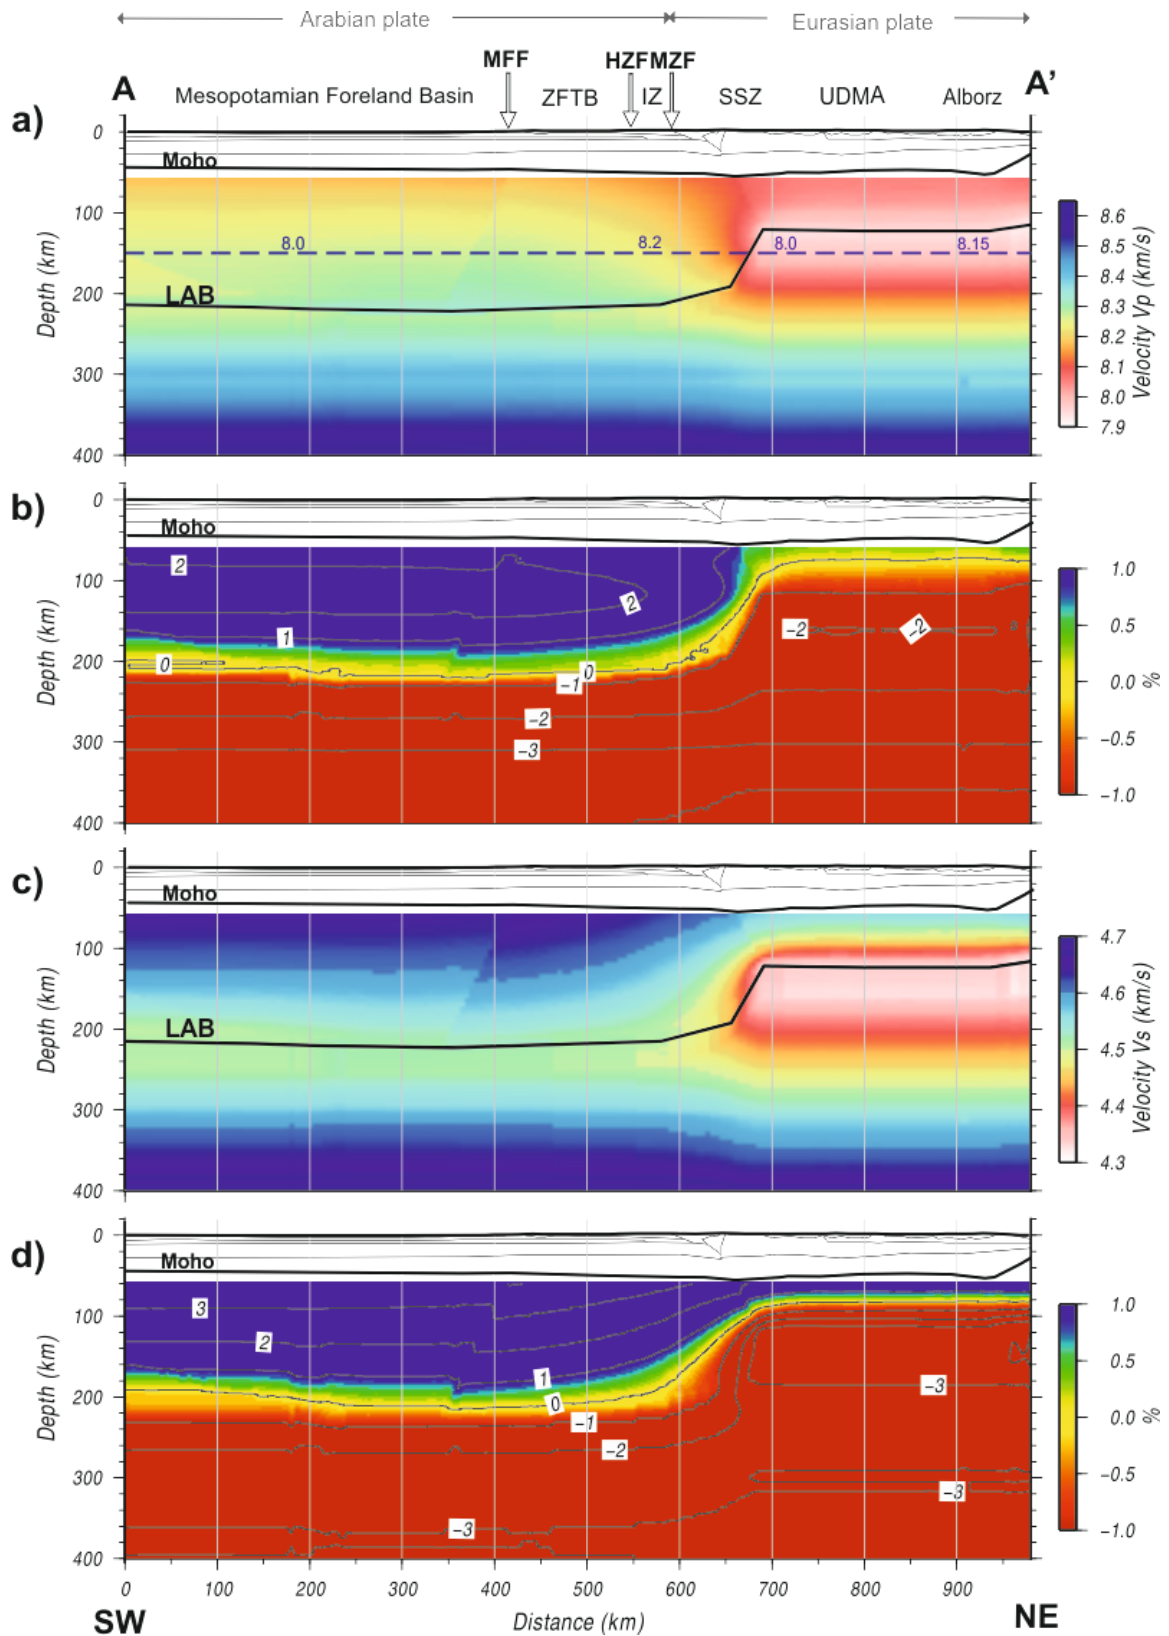 Arabian plate
Eurasian plate
MFF
HZF MZF
A
A'
Mesopotamian Foreland Basin
ZFTB
IZ
SSZ
UDMA
Alborz
a)
0
100
200
300
400
Depth (km)
Moho
8.0
8.2
8.0
8.15
LAB
8.6
8.5
8.4
8.3
8.2
8.1
8.0
7.9
Velocity Vp (km/s)
b)
0
100
200
300
400
Depth (km)
Moho
2
2
1
0
0
−1
−2
−3
−2
−2
1.0
0.5
0.0
−0.5
−1.0
%
c)
0
100
200
300
400
Depth (km)
Moho
LAB
4.7
4.6
4.5
4.4
4.3
Velocity Vs (km/s)
d)
0
100
200
300
400
Depth (km)
Moho
3
2
1
0
−1
−2
−3
−3
−3
1.0
0.5
0.0
−0.5
−1.0
%
0 100 200 300 400 500 600 700 800 900
SW
Distance (km)
NE